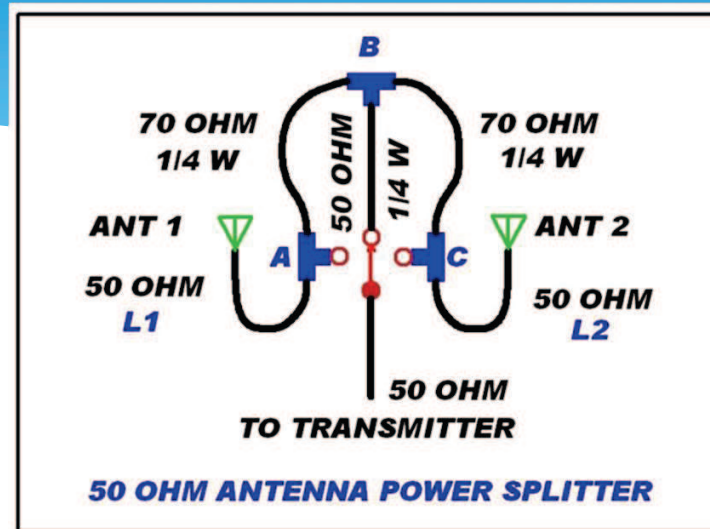 B
70 OHM
1/4 W
50 OHM
1/4 W
70 OHM
1/4 W
ANT 1
A
C
ANT 2
50 OHM
L1
50 OHM
L2
50 OHM
TO TRANSMITTER
50 OHM ANTENNA POWER SPLITTER